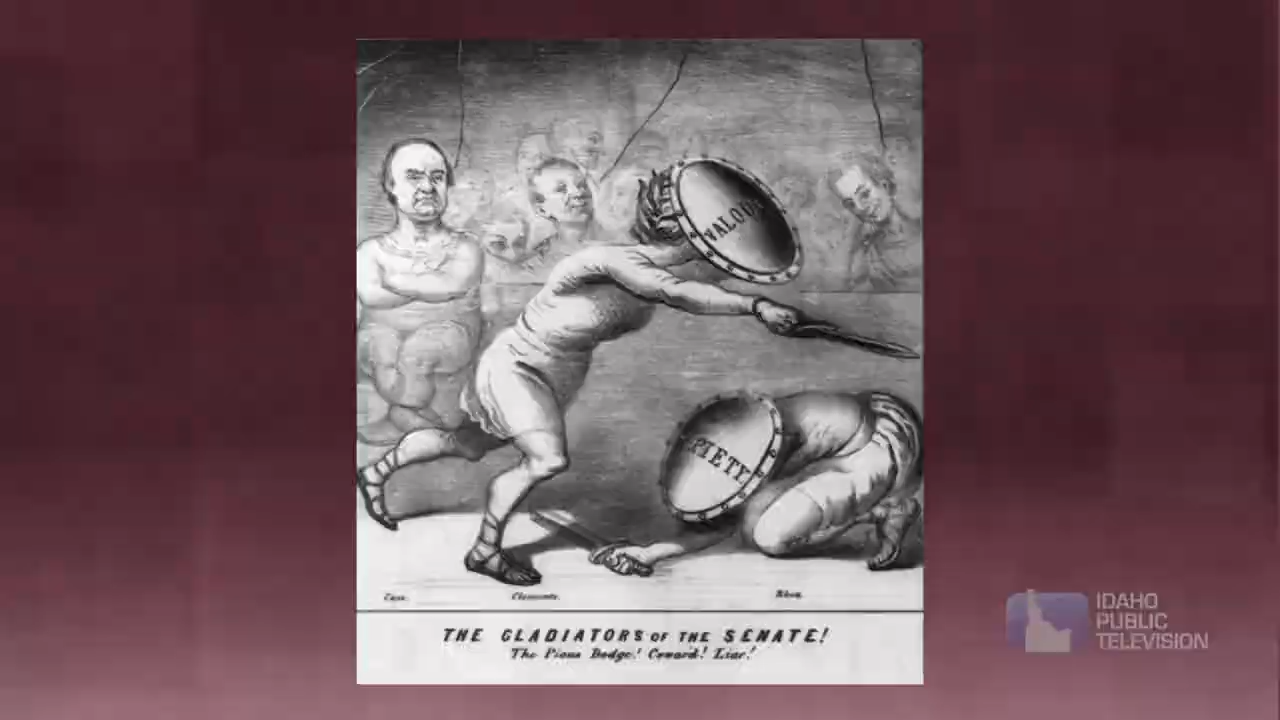 VALOUR
PIETY
Cass.
Clemente.
Rhea.
THE GLADIATORS OF THE SENATE!
The Pious Dodge! Coward! Liar!
IDAHO
PUBLIC
TELEVISION